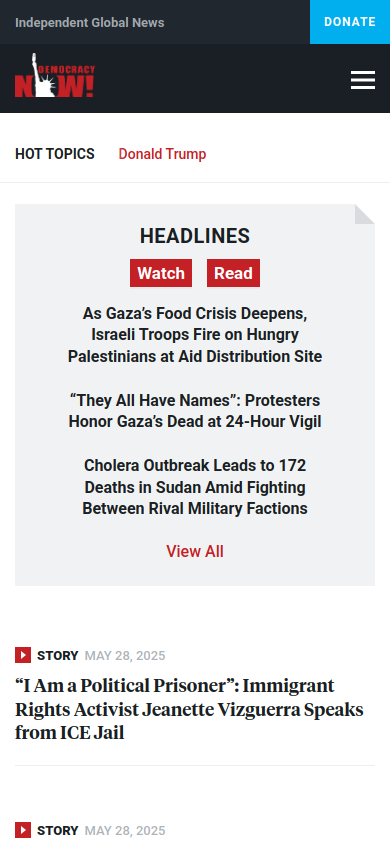 Independent Global News
DONATE
DEMOCRACY
NOW!
HOT TOPICS
Donald Trump
HEADLINES
Watch
Read
As Gaza’s Food Crisis Deepens,
Israeli Troops Fire on Hungry
Palestinians at Aid Distribution Site
“They All Have Names”: Protesters
Honor Gaza’s Dead at 24-Hour Vigil
Cholera Outbreak Leads to 172
Deaths in Sudan Amid Fighting
Between Rival Military Factions
View All
STORY MAY 28, 2025
“I Am a Political Prisoner”: Immigrant
Rights Activist Jeanette Vizguerra Speaks
from ICE Jail
STORY MAY 28, 2025